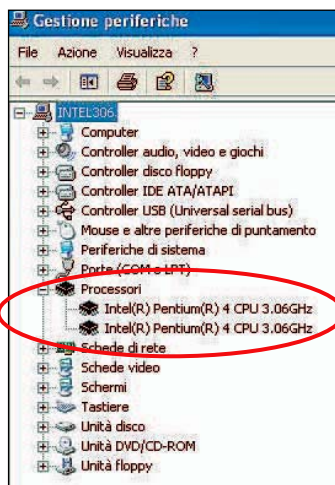 Gestione periferiche
File Azione Visualizza ?
INTEL306
Computer
Controller audio, video e giochi
Controller disco floppy
Controller IDE ATA/ATAPI
Controller USB (Universal serial bus)
Mouse e altre periferiche di puntamento
Periferiche di sistema
Porte (COM e LPT)
Processori
Intel(R) Pentium(R) 4 CPU 3.06GHz
Intel(R) Pentium(R) 4 CPU 3.06GHz
Schede di rete
Schede video
Schermi
Tastiere
Unità disco
Unità DVD/CD-ROM
Unità floppy